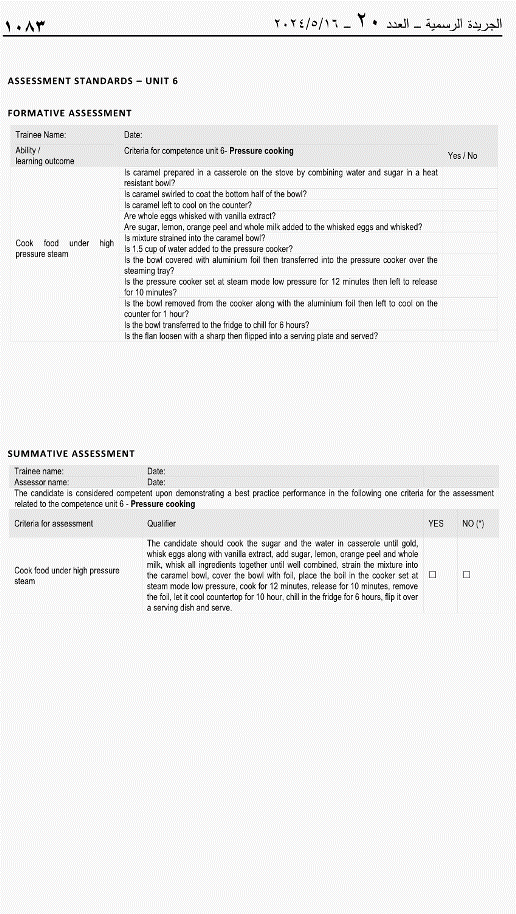 ١٠٨٣ الجريدة الرسمية ــ العدد ٢٠ ــ ٢٠٢٤/٥/١٦
ASSESSMENT STANDARDS – UNIT 6
FORMATIVE ASSESSMENT
Trainee Name: Date:
Ability / Criteria for competence unit 6- Pressure cooking Yes / No
learning outcome
Is caramel prepared in a casserole on the stove by combining water and sugar in a heat
resistant bowl?
Is caramel swirled to coat the bottom half of the bowl?
Is caramel left to cool on the counter?
Are whole eggs whisked with vanilla extract?
Are sugar, lemon, orange peel and whole milk added to the whisked eggs and whisked?
Cook food under high Is mixture strained into the caramel bowl?
pressure steam Is 1.5 cup of water added to the pressure cooker?
Is the bowl covered with aluminium foil then transferred into the pressure cooker over the
steaming tray?
Is the pressure cooker set at steam mode low pressure for 12 minutes then left to release
for 10 minutes?
Is the bowl removed from the cooker along with the aluminium foil then left to cool on the
counter for 1 hour?
Is the bowl transferred to the fridge to chill for 6 hours?
Is the flan loosen with a sharp then flipped into a serving plate and served?
SUMMATIVE ASSESSMENT
Trainee name: Date:
Assessor name: Date:
The candidate is considered competent upon demonstrating a best practice performance in the following one criteria for the assessment
related to the competence unit 6 - Pressure cooking
Criteria for assessment Qualifier YES NO (*)
The candidate should cook the sugar and the water in casserole until gold,
whisk eggs along with vanilla extract, add sugar, lemon, orange peel and whole
milk, whisk all ingredients together until well combined, strain the mixture into
Cook food under high pressure the caramel bowl, cover the bowl with foil, place the boil in the cooker set at
steam steam mode low pressure, cook for 12 minutes, release for 10 minutes, remove
the foil, let it cool countertop for 10 hour, chill in the fridge for 6 hours, flip it over
a serving dish and serve.